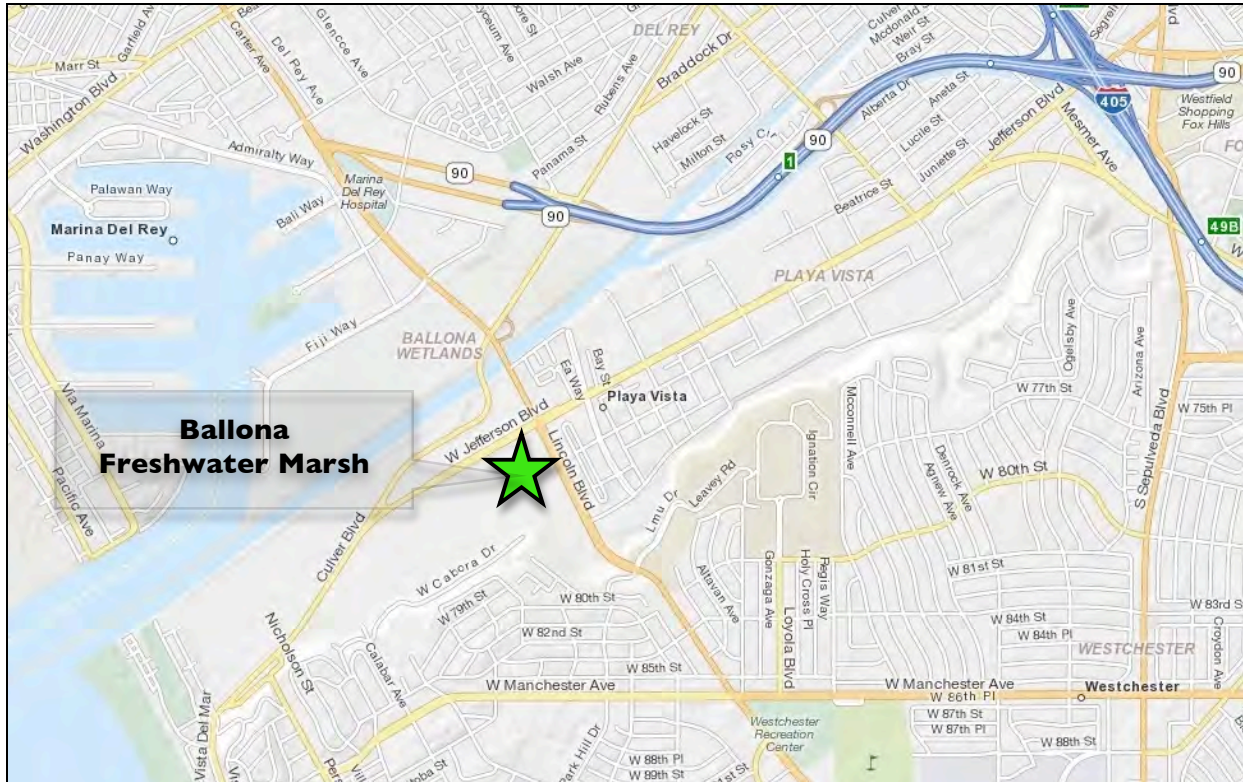 Garfield Ave
Carter Ave
Del Rey Ave
Glencce Ave
Walsh Ave
Rubens Ave
DEL REY
Braddock Dr
Mcdonald St
Weir St
Bray St
Marr St
Washington Blvd
Admiralty Way
Panama St
Havelock St
Milton St
Alberta Dr
Aneta St
Lucile St
Juniette St
Beatrice St
Jefferson Blvd
Mesmer Ave
90
90
90
90
405
1
49B
Westfield
Shopping
Fox Hills
Palawan Way
Bali Way
Marina
Del Rey
Hospital
Marina Del Rey
Panay Way
Fiji Way
PLAYA VISTA
BALLONA
WETLANDS
Ea Way
Bay St
Playa Vista
Via Marina
Pacific Ave
Ballona
Freshwater Marsh
W Jefferson Blvd
Lincoln Blvd
Culver Blvd
W Cabora Dr
W 79th St
W 80th St
W 82nd St
W 85th St
Nicholson St
Calabar Ave
Lmu Dr
Leavey Rd
Ignation Cir
Mcconnell Ave
Ogelsby Ave
Arizona Ave
W 77th St
W 75th Pl
S Sepulveda Blvd
Denrock Ave
Agnew Ave
W 80th St
W 81st St
Altavan Ave
Gonzaga Ave
Holy Cross Pl
Regis Way
Loyola Blvd
W 83rd S
W 84th St
W 84th Pl
Croydon Ave
WESTCHESTER
W Manchester Ave
W Manchester Ave
W 86th Pl
Westchester
W 87th St
W 87th Pl
W 88th St
Westchester
Recreation
Center
Vista Del Mar
W 88th Pl
W 89th St